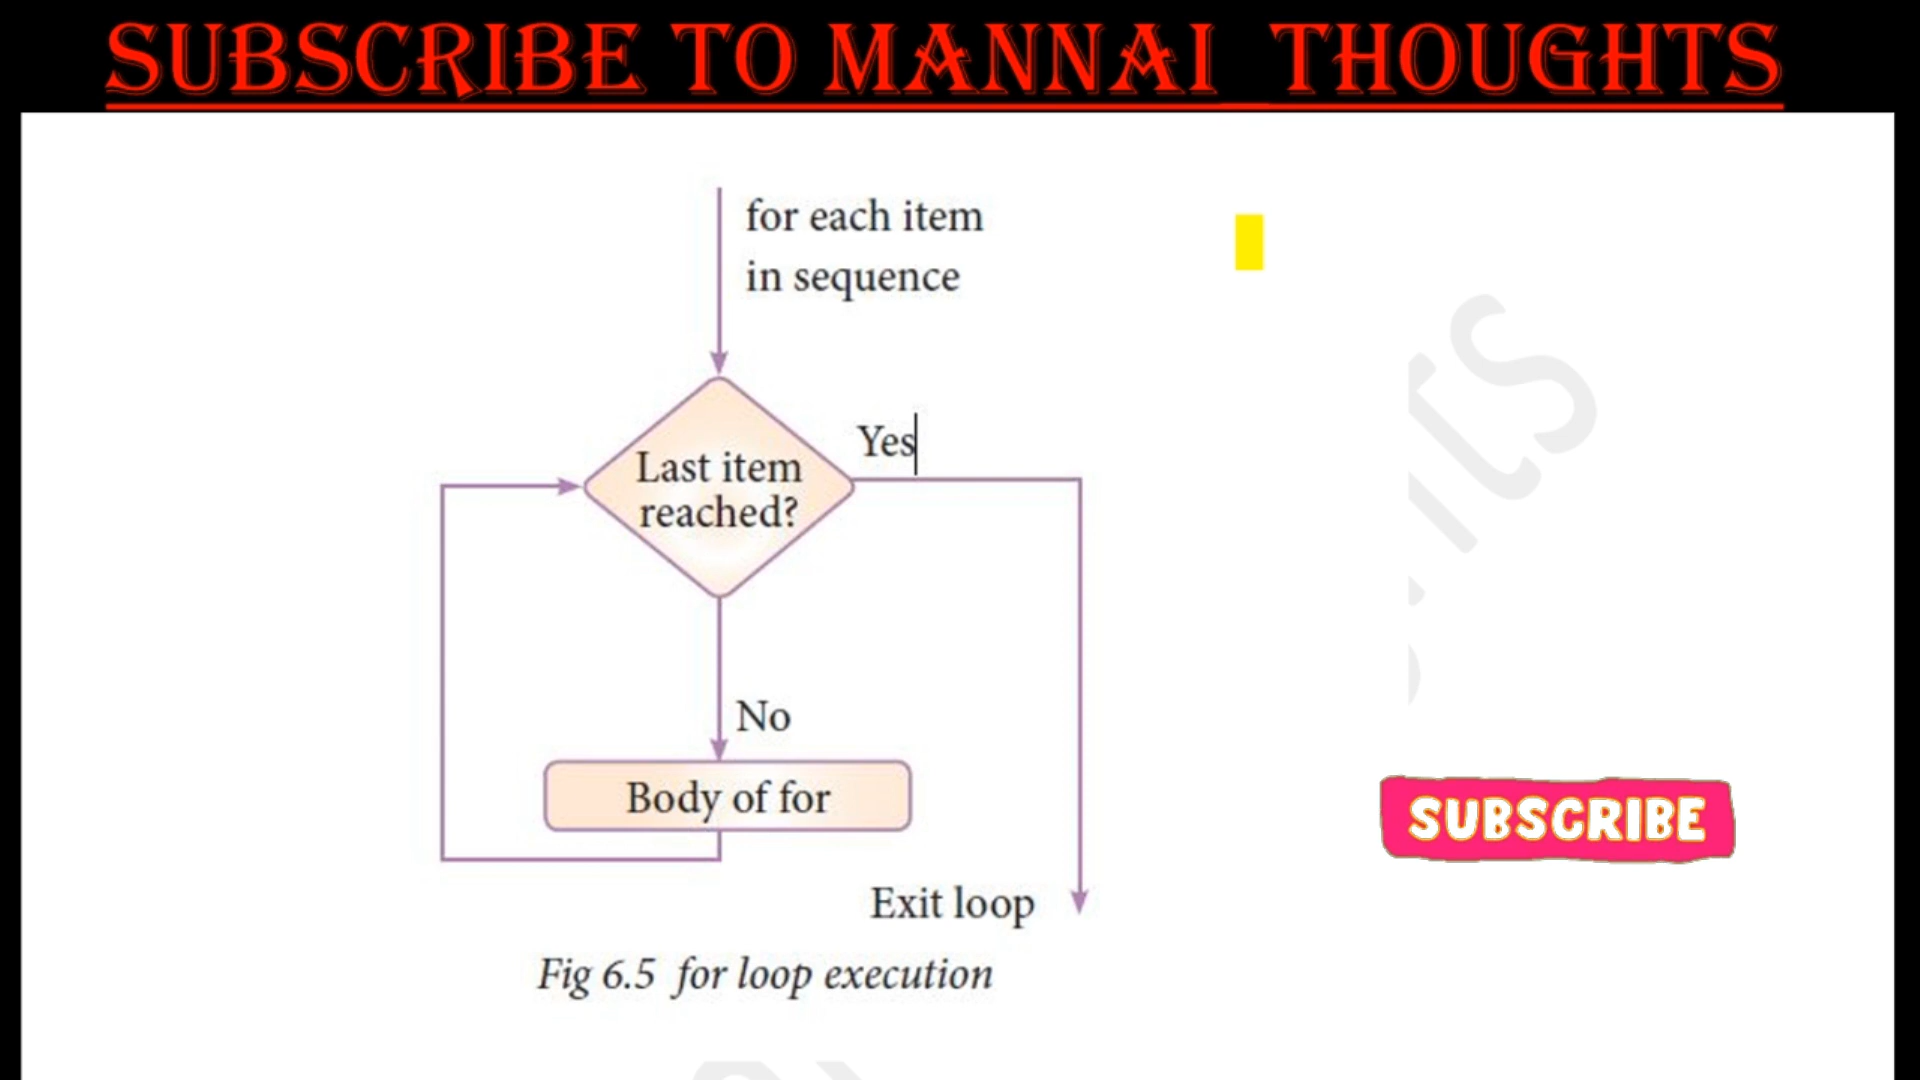 SUBSCRIBE TO MANNAI THOUGHTS
for each item
in sequence
Yes
Last item
reached?
No
Body of for
SUBSCRIBE
Exit loop
Fig 6.5 for loop execution